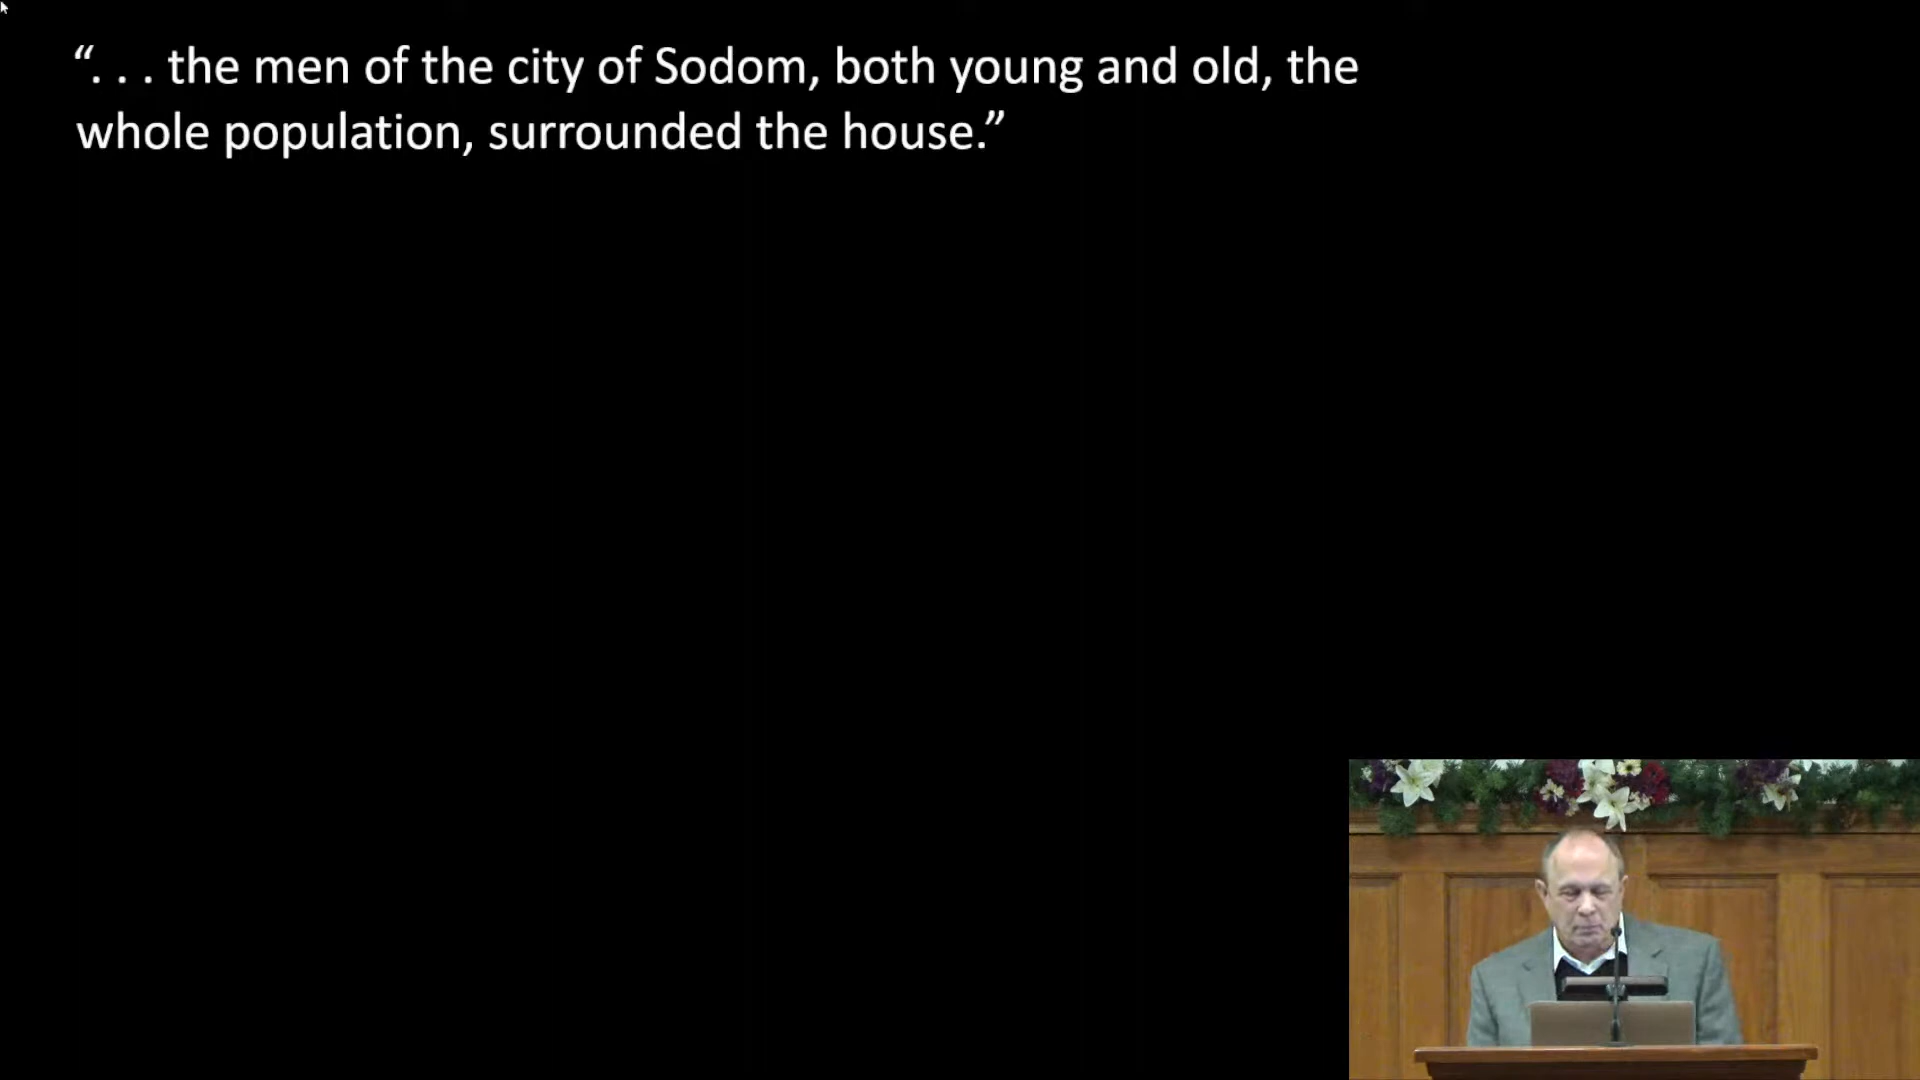 “. . . the men of the city of Sodom, both young and old, the
whole population, surrounded the house.”